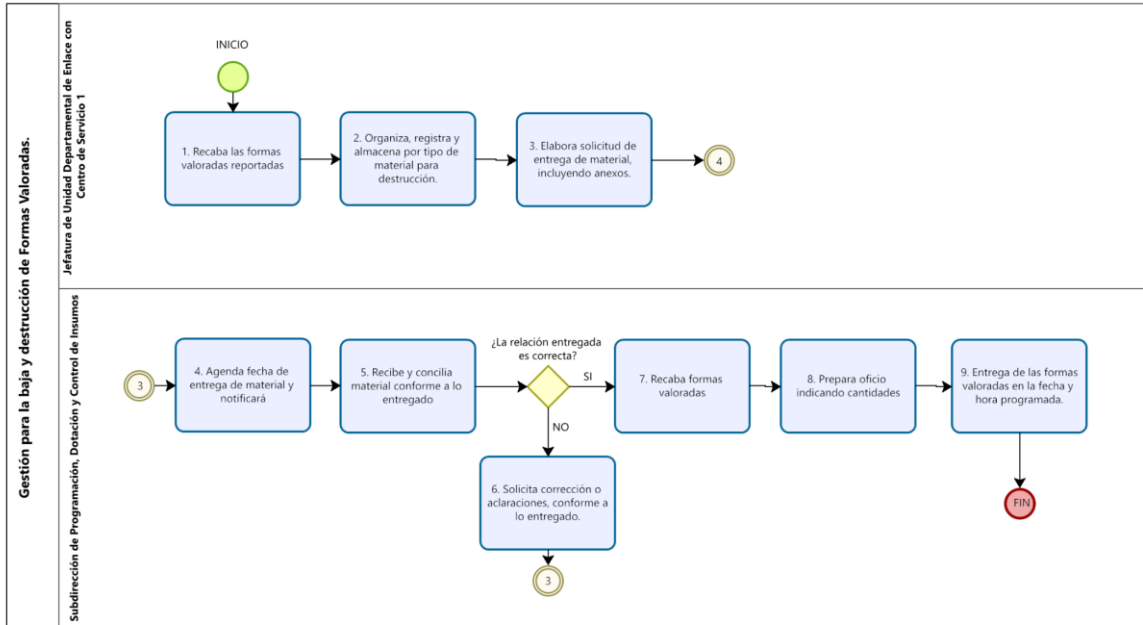 Gestión para la baja y destrucción de Formas Valoradas.
Jefatura de Unidad Departamental de Enlace con
Centro de Servicio 1
INICIO
1. Recaba las formas
valoradas reportadas
2. Organiza, registra y
almacena por tipo de
material para
destrucción.
3. Elabora solicitud de
entrega de material,
incluyendo anexos.
4
Subdirección de Programación, Dotación y Control de Insumos
3
4. Agenda fecha de
entrega de material y
notificará
5. Recibe y concilia
material conforme a lo
entregado
¿La relación entregada
es correcta?
SI
NO
6. Solicita corrección o
aclaraciones, conforme a
lo entregado.
3
7. Recaba formas
valoradas
8. Prepara oficio
indicando cantidades
9. Entrega de las formas
valoradas en la fecha y
hora programada.
FIN